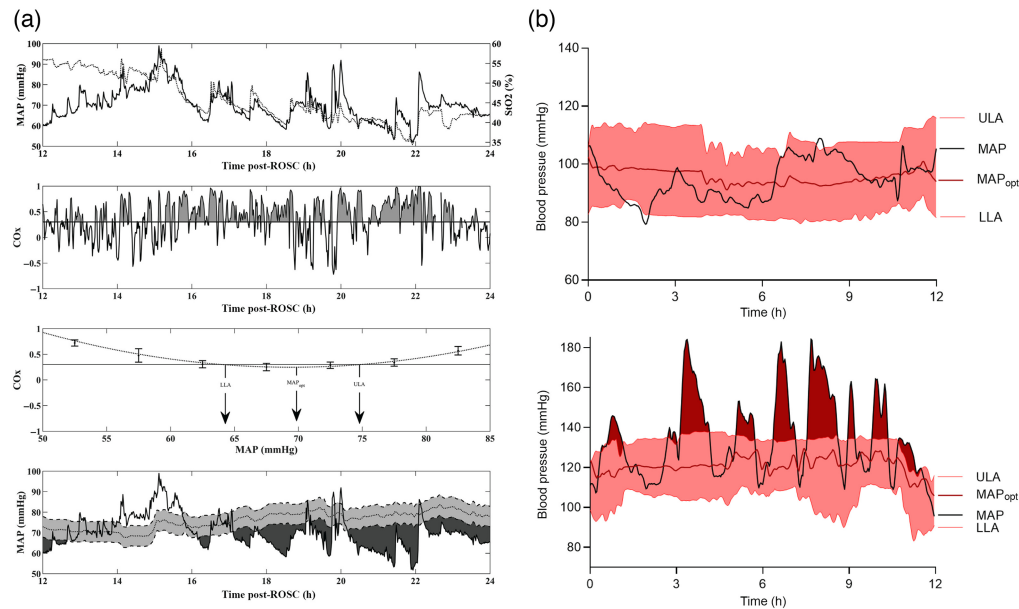 (a)
MAP (mmHg)
100
90
80
70
60
50
60
55
50
45
40
35
StO2 (%)
12 14 16 18 20 22 24
Time post-ROSC (h)
COx
1
0.5
0
−0.5
−1
12 14 16 18 20 22 24
Time post-ROSC (h)
COx
1
0.5
0
−0.5
−1
LLA
MAPopt
ULA
50 55 60 65 70 75 80 85
MAP (mmHg)
MAP (mmHg)
100
90
80
70
60
50
12 14 16 18 20 22 24
Time post-ROSC (h)
(b)
Blood pressue (mmHg)
140
120
100
80
60
0 3 6 9 12
Time (h)
ULA
MAP
MAPopt
LLA
Blood pressue (mmHg)
180
160
140
120
100
80
0 3 6 9 12
Time (h)
ULA
MAPopt
MAP
LLA